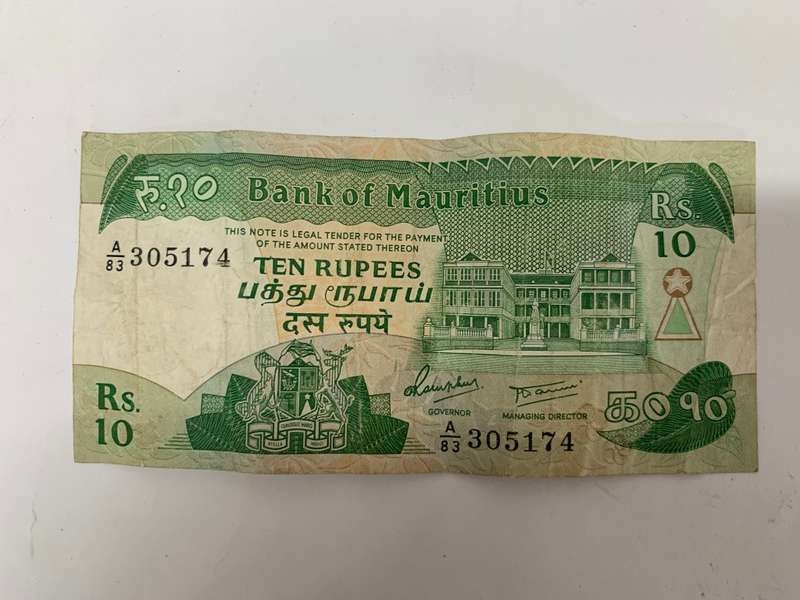 रु.१०
Bank of Mauritius
Rs.
10
THIS NOTE IS LEGAL TENDER FOR THE PAYMENT
OF THE AMOUNT STATED THEREON
A/83 305174
TEN RUPEES
பத்து ரூபாய்
दस रुपये
Rs.
10
GOVERNOR
MANAGING DIRECTOR
A/83 305174